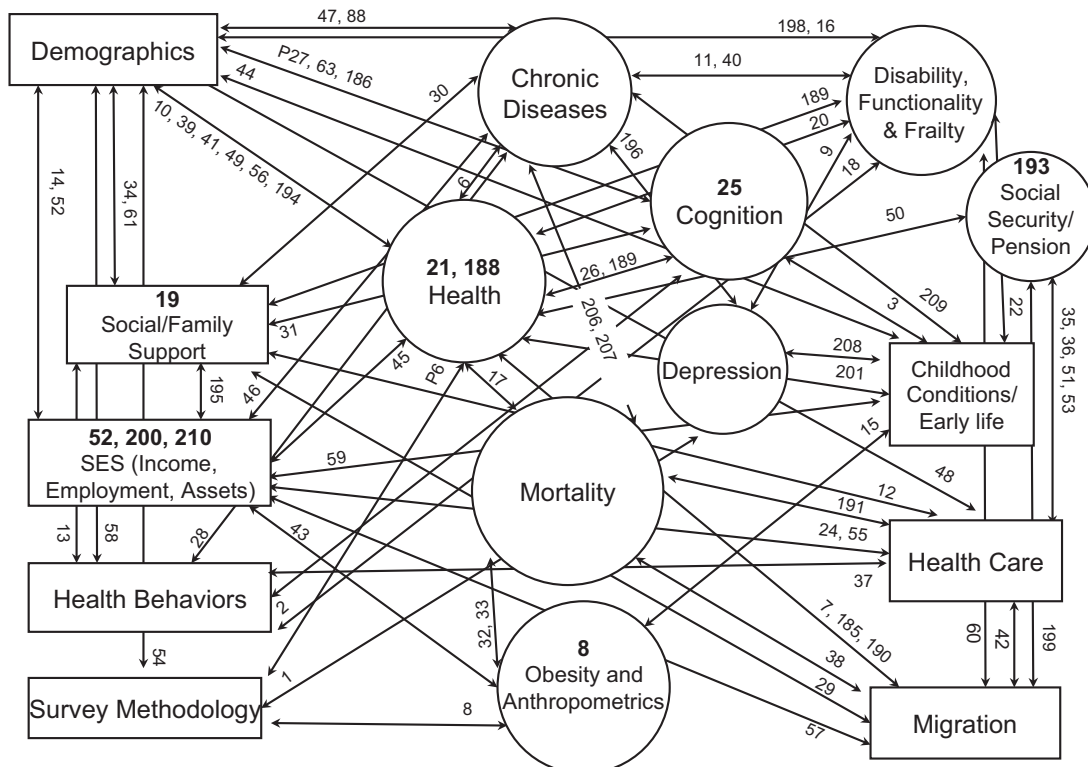 47, 88
198, 16
Demographics
P27, 63, 186
44
30
Chronic
Diseases
11, 40
Disability,
Functionality
& Frailty
189
20
10, 39, 41, 49, 56, 194
196
9
18
14, 52
34, 61
6
25
Cognition
193
Social
Security/
Pension
50
21, 188
Health
26, 189
19
Social/Family
Support
31
206, 207
3
209
22
35, 36, 51, 53
45
P6
17
Depression
208
201
Childhood
Conditions/
Early life
195
46
15
52, 200, 210
SES (Income,
Employment, Assets)
59
Mortality
48
12
191
24, 55
13
58
28
43
Health Behaviors
2
37
Health Care
32, 33
7, 185, 190
60
42
199
54
1
8
Obesity and
Anthropometrics
38
29
Survey Methodology
8
57
Migration